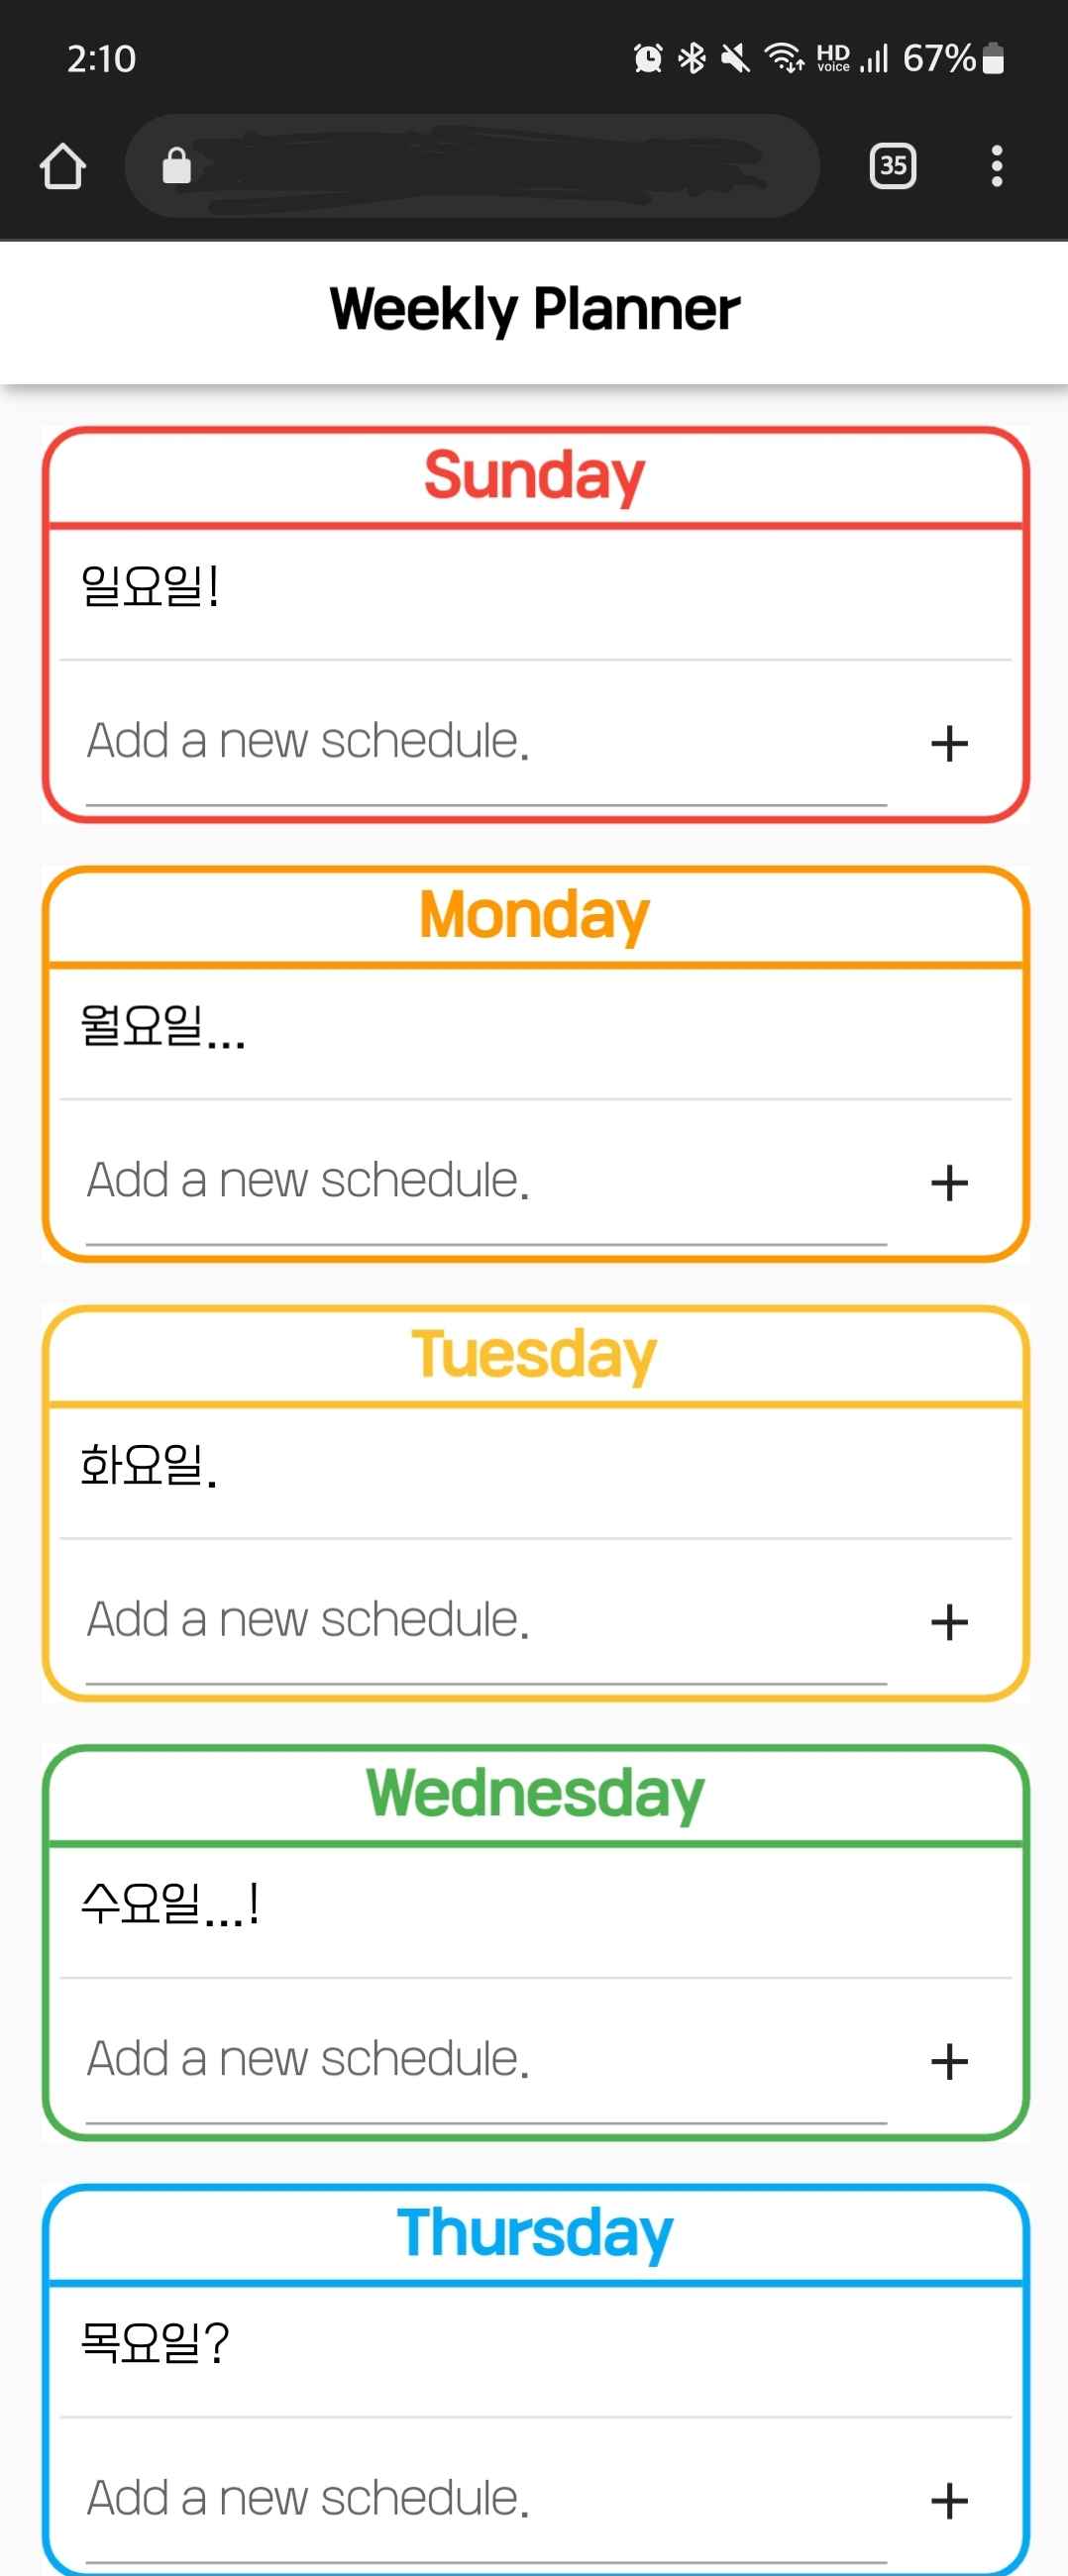 2:10
HD voice
67%
35
Weekly Planner
Sunday
일요일!
Add a new schedule.
Monday
월요일...
Add a new schedule.
Tuesday
화요일.
Add a new schedule.
Wednesday
수요일...!
Add a new schedule.
Thursday
목요일?
Add a new schedule.